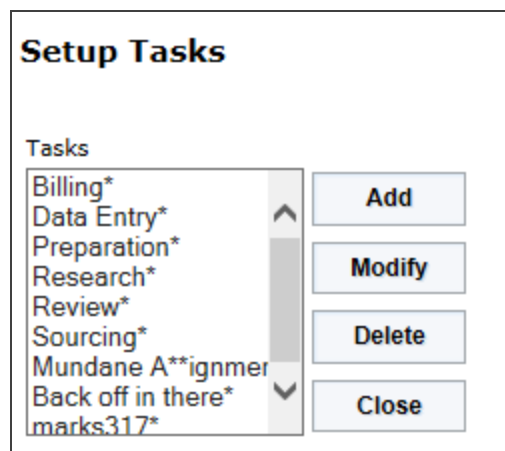 Setup Tasks
Tasks
Billing*
Data Entry*
Preparation*
Research*
Review*
Sourcing*
Mundane A**ignmer
Back off in there*
marks317*
Add
Modify
Delete
Close